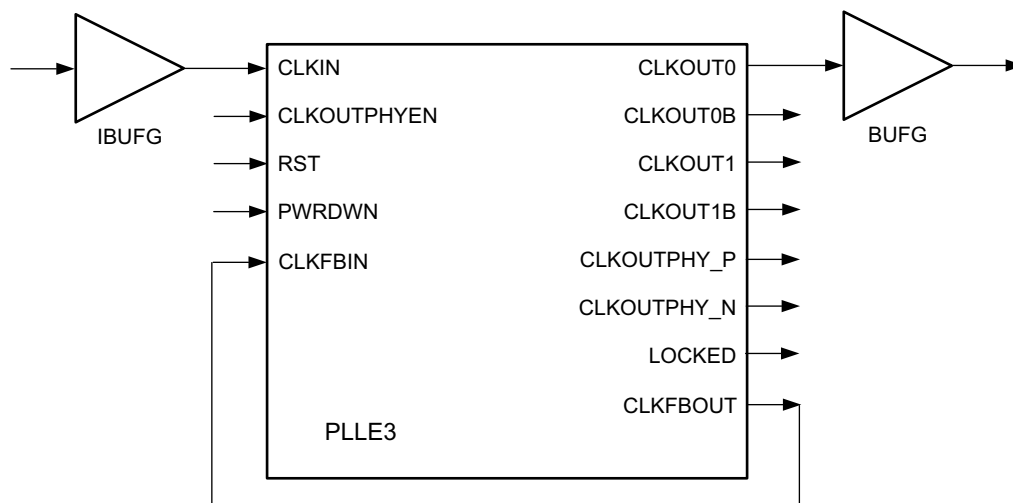 CLKIN
CLKOUTPHYEN
IBUFG
RST
PWRDWN
CLKFBIN
PLLE3
CLKOUT0
CLKOUT0B
BUFG
CLKOUT1
CLKOUT1B
CLKOUTPHY_P
CLKOUTPHY_N
LOCKED
CLKFBOUT